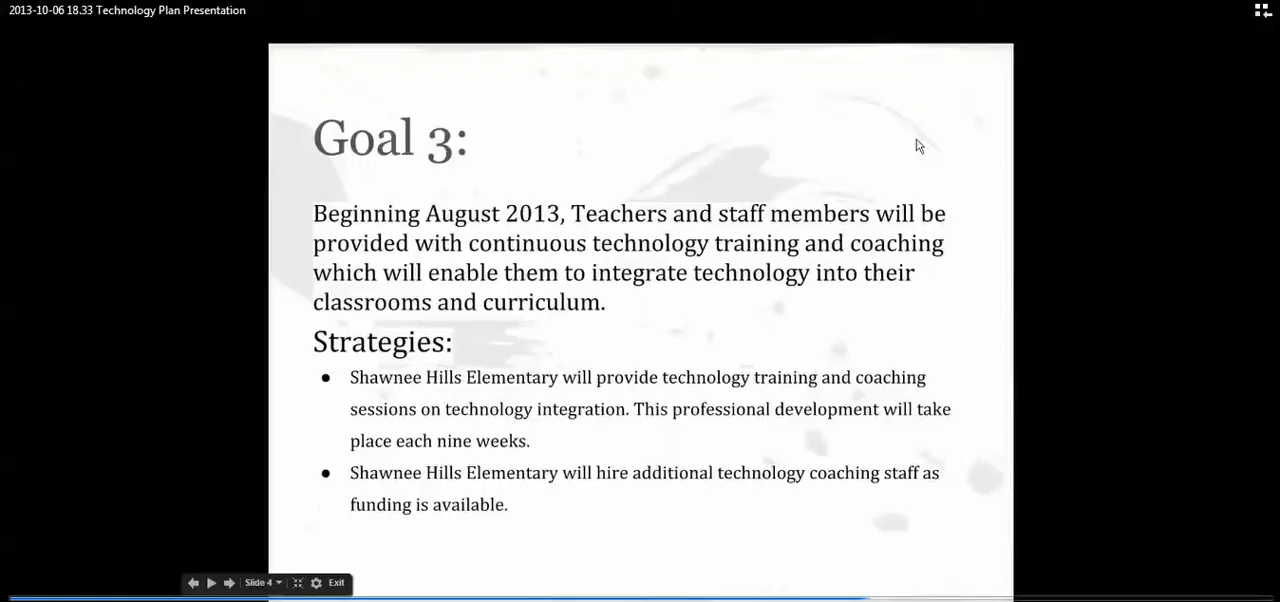 2013-10-06 18.33 Technology Plan Presentation
Goal 3:
Beginning August 2013, Teachers and staff members will be
provided with continuous technology training and coaching
which will enable them to integrate technology into their
classrooms and curriculum.
Strategies:
● Shawnee Hills Elementary will provide technology training and coaching
sessions on technology integration. This professional development will take
place each nine weeks.
● Shawnee Hills Elementary will hire additional technology coaching staff as
funding is available.
Slide 4 Exit